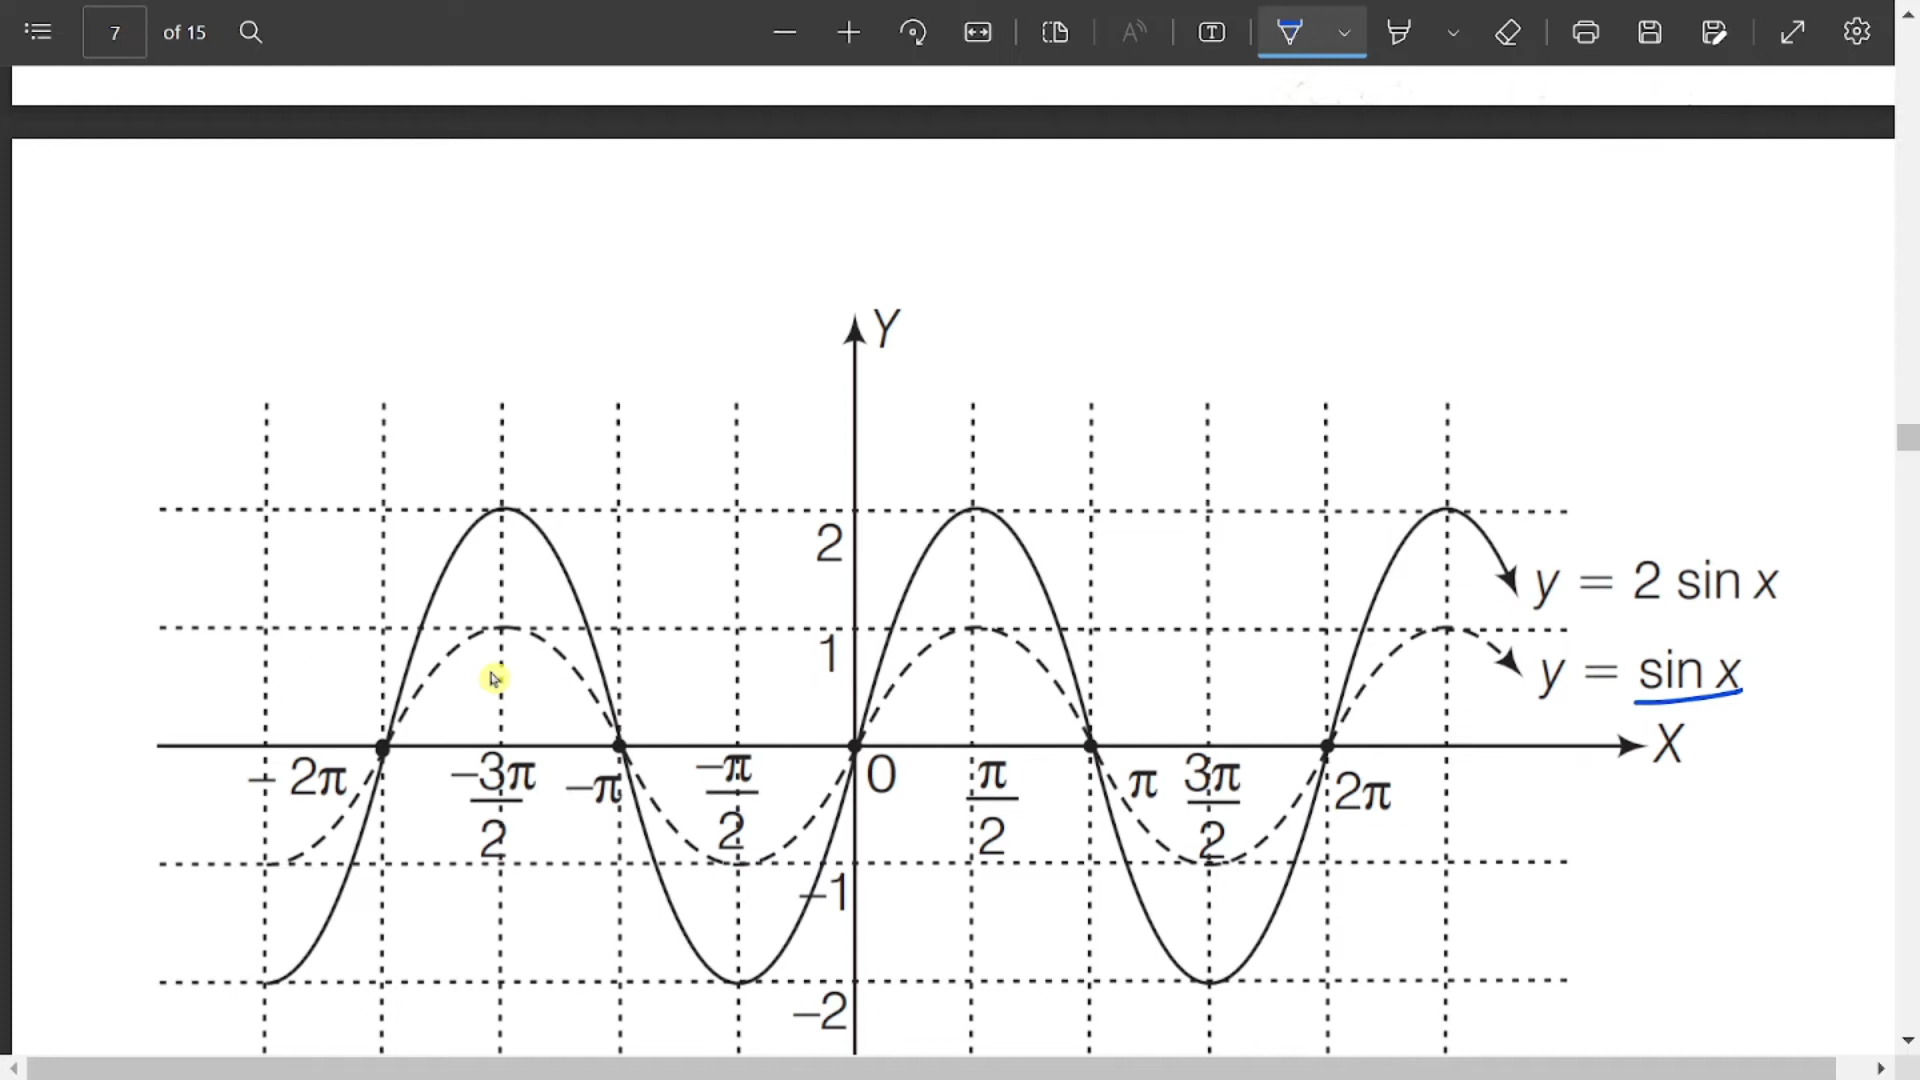 7 of 15
Y
2
y = 2 sin x
1
y = sin x
X
– 2π –3π/2 –π –π/2 0 π/2 π 3π/2 2π
–1
–2